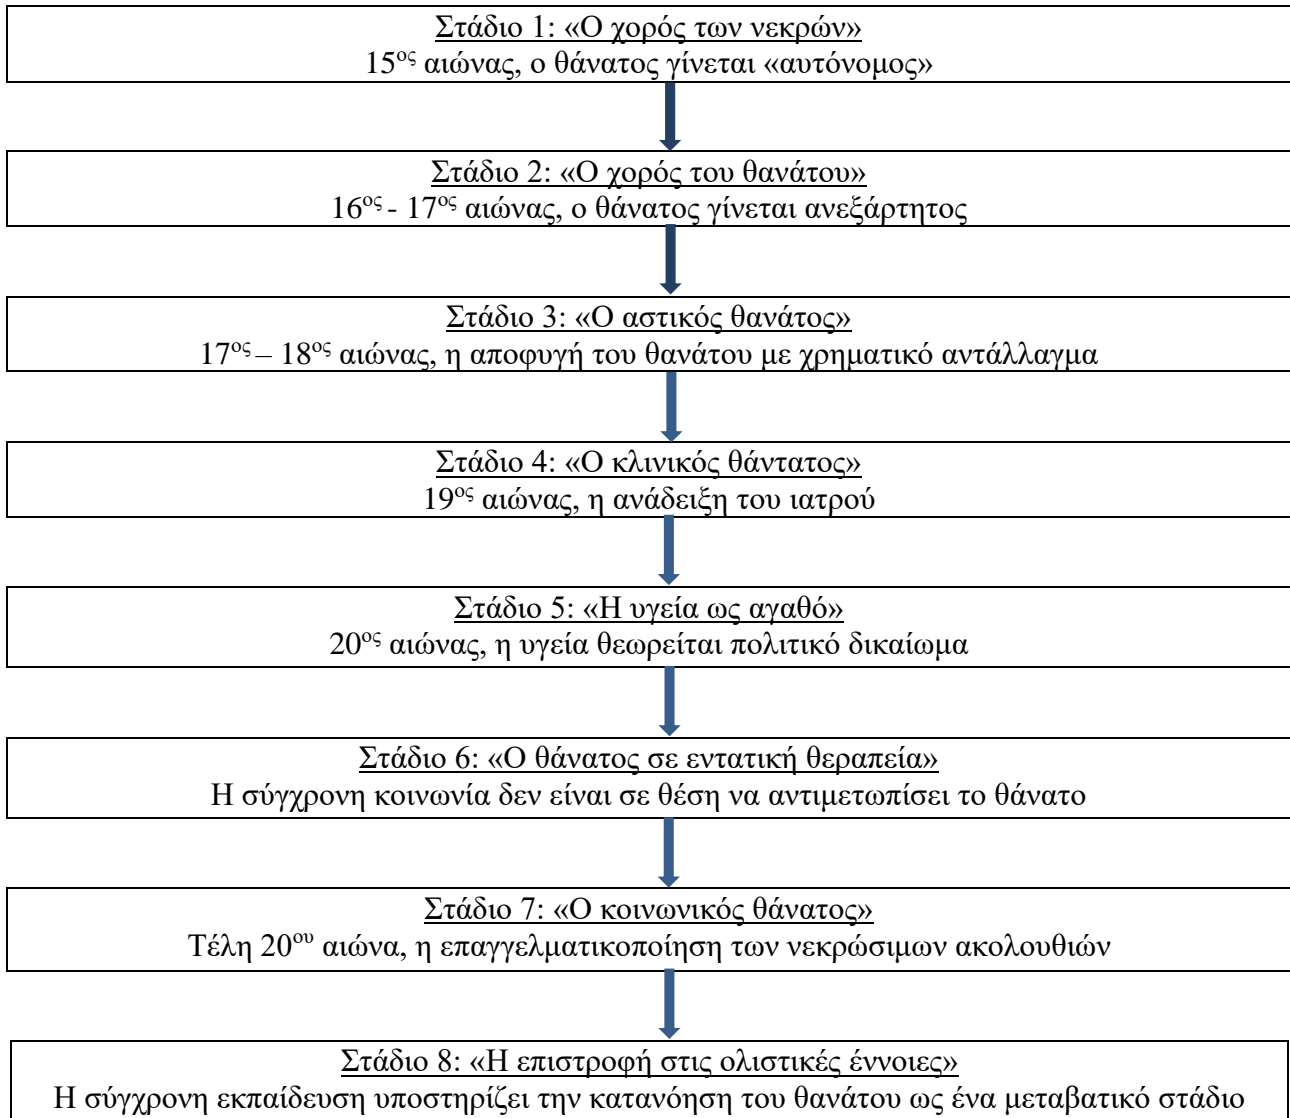 Στάδιο 1: «Ο χορός των νεκρών»
15ος αιώνας, ο θάνατος γίνεται «αυτόνομος»
Στάδιο 2: «Ο χορός του θανάτου»
16ος - 17ος αιώνας, ο θάνατος γίνεται ανεξάρτητος
Στάδιο 3: «Ο αστικός θανάτος»
17ος – 18ος αιώνας, η αποφυγή του θανάτου με χρηματικό αντάλλαγμα
Στάδιο 4: «Ο κλινικός θάντατος»
19ος αιώνας, η ανάδειξη του ιατρού
Στάδιο 5: «Η υγεία ως αγαθό»
20ος αιώνας, η υγεία θεωρείται πολιτικό δικαίωμα
Στάδιο 6: «Ο θάνατος σε εντατική θεραπεία»
Η σύγχρονη κοινωνία δεν είναι σε θέση να αντιμετωπίσει το θάνατο
Στάδιο 7: «Ο κοινωνικός θάνατος»
Τέλη 20ου αιώνα, η επαγγελματικοποίηση των νεκρώσιμων ακολουθιών
Στάδιο 8: «Η επιστροφή στις ολιστικές έννοιες»
Η σύγχρονη εκπαίδευση υποστηρίζει την κατανόηση του θανάτου ως ένα μεταβατικό στάδιο